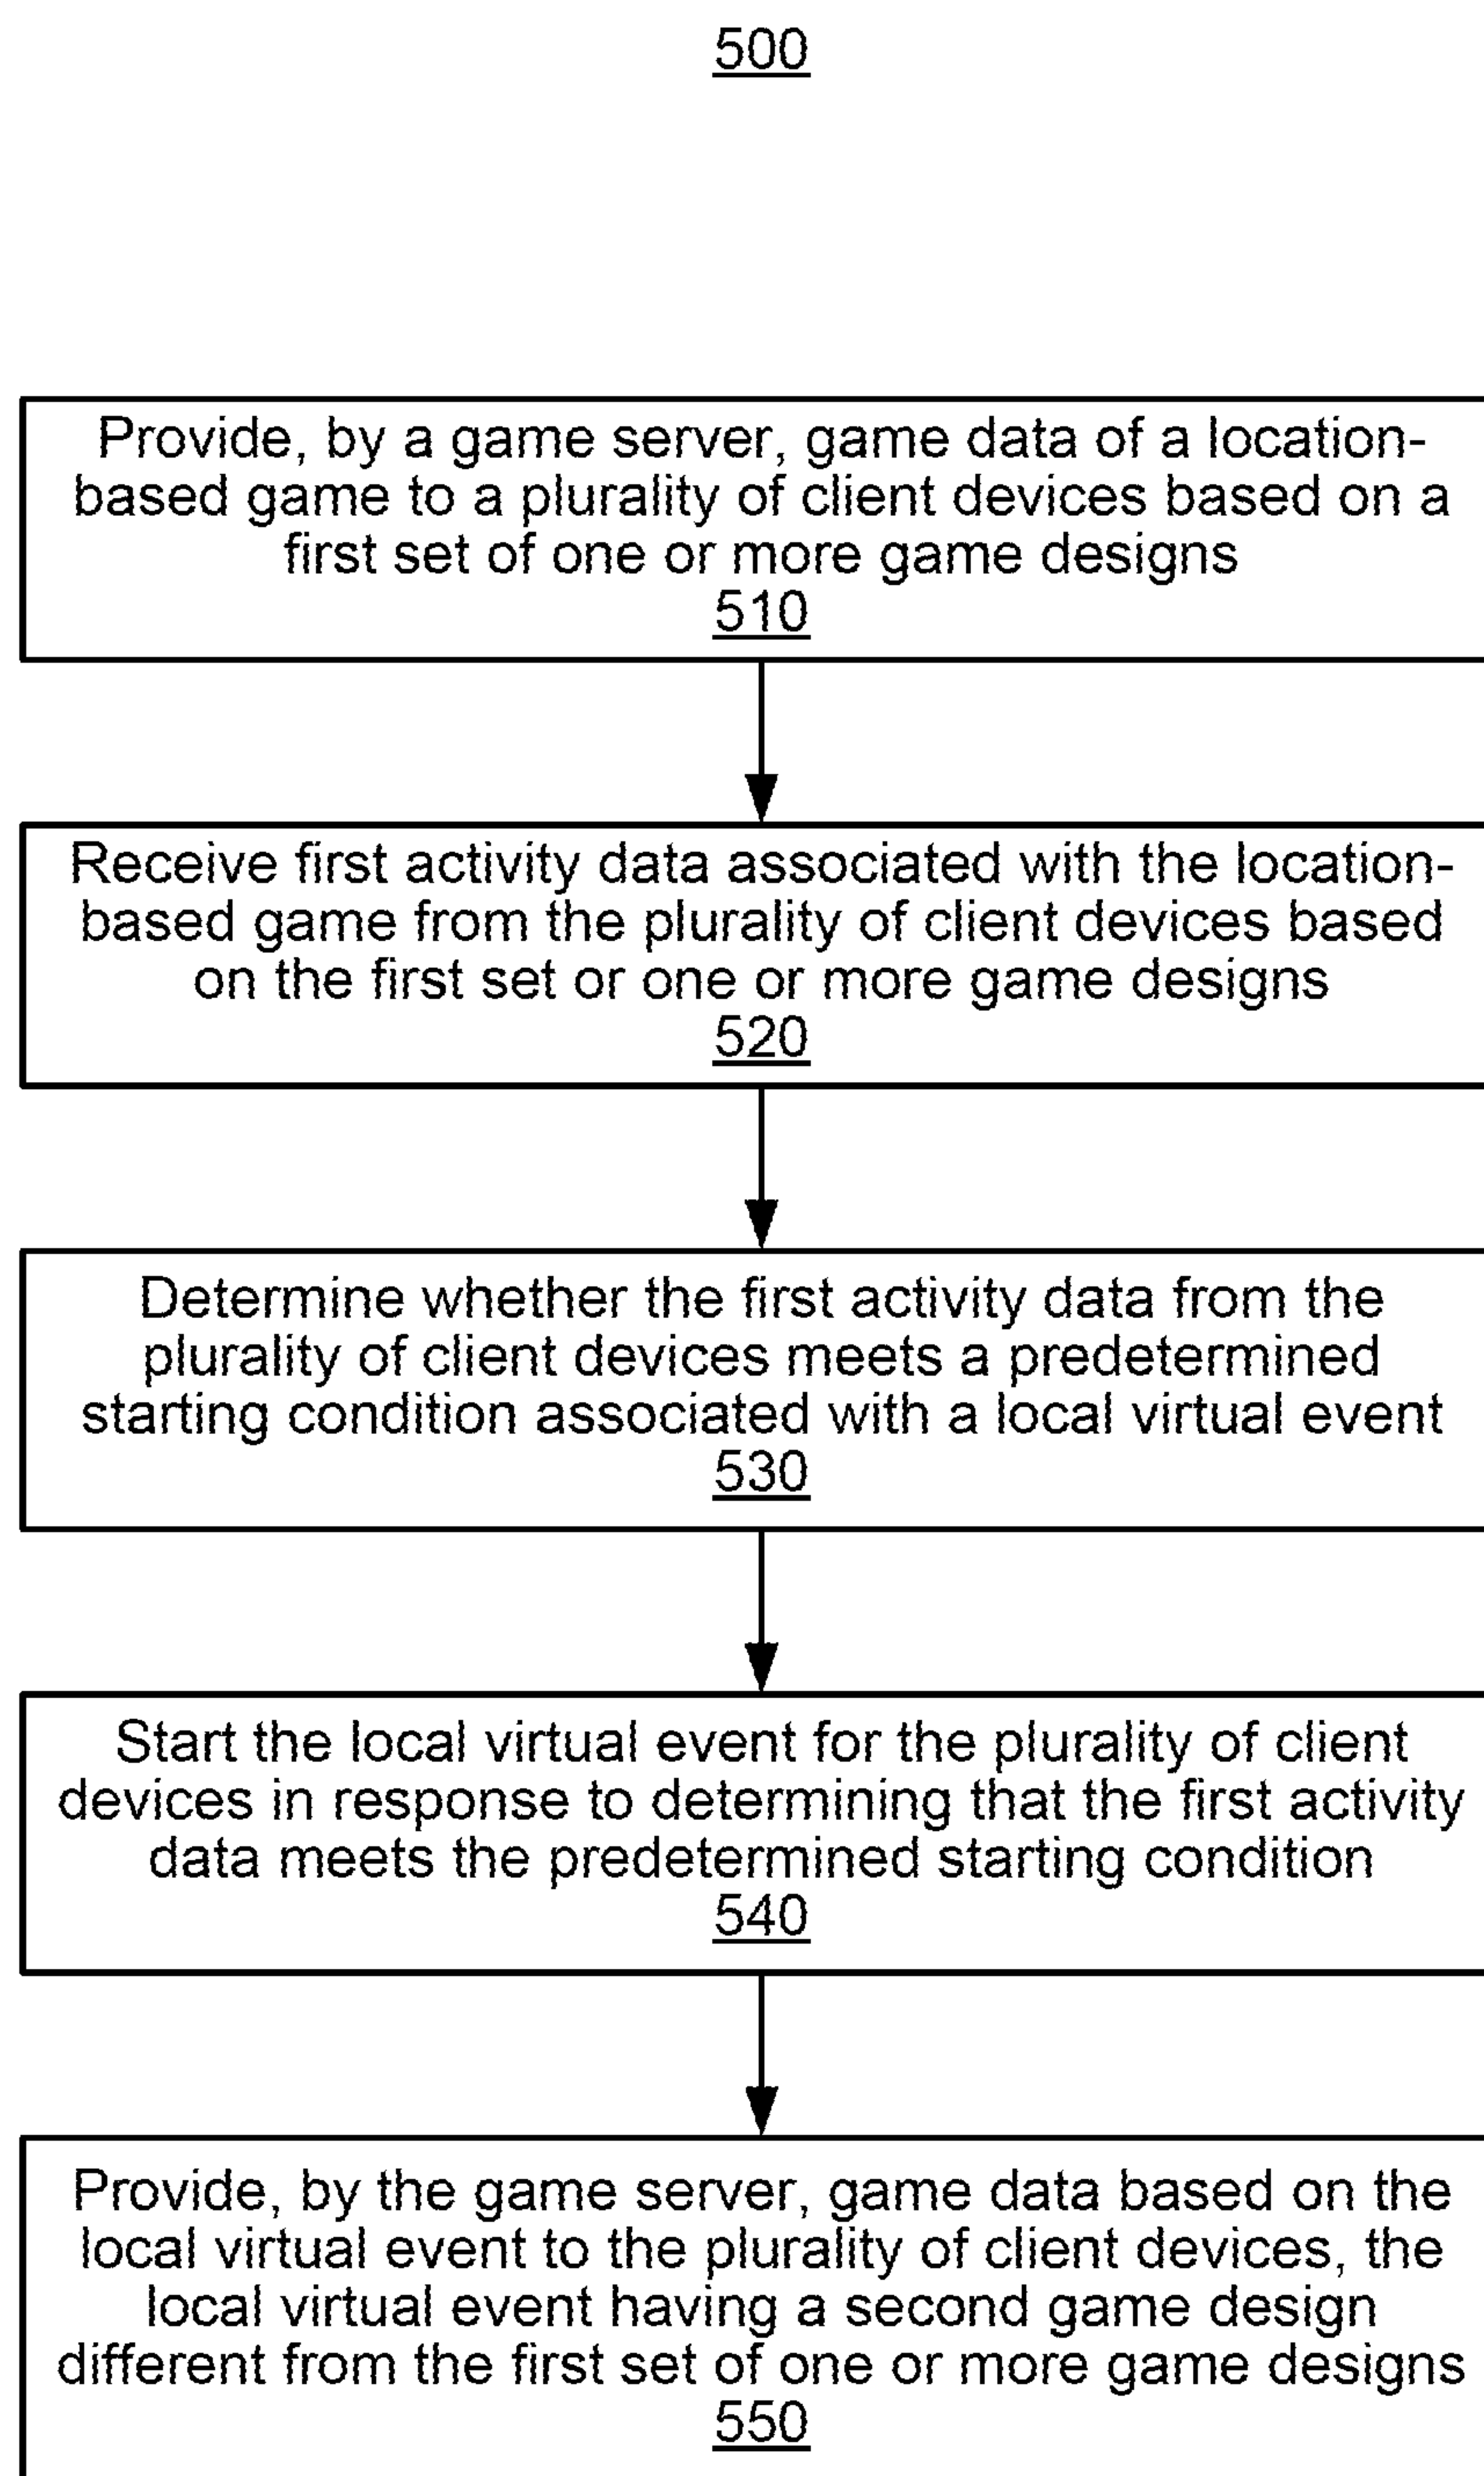 500
Provide, by a game server, game data of a location-
based game to a plurality of client devices based on a
first set of one or more game designs
510
Receive first activity data associated with the location-
based game from the plurality of client devices based
on the first set or one or more game designs
520
Determine whether the first activity data from the
plurality of client devices meets a predetermined
starting condition associated with a local virtual event
530
Start the local virtual event for the plurality of client
devices in response to determining that the first activity
data meets the predetermined starting condition
540
Provide, by the game server, game data based on the
local virtual event to the plurality of client devices, the
local virtual event having a second game design
different from the first set of one or more game designs
550